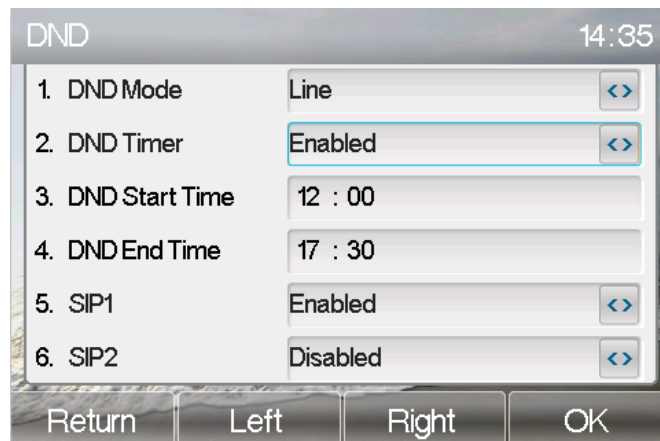 DND 14:35
1. DND Mode Line <>
2. DND Timer Enabled <>
3. DND Start Time 12 : 00
4. DND End Time 17 : 30
5. SIP1 Enabled <>
6. SIP2 Disabled <>
Return Left Right OK